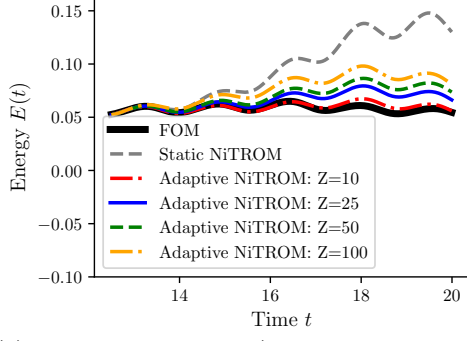 0.15
0.10
0.05
0.00
−0.05
−0.10
Energy E(t)
FOM
Static NiTROM
Adaptive NiTROM: Z=10
Adaptive NiTROM: Z=25
Adaptive NiTROM: Z=50
Adaptive NiTROM: Z=100
14 16 18 20
Time t